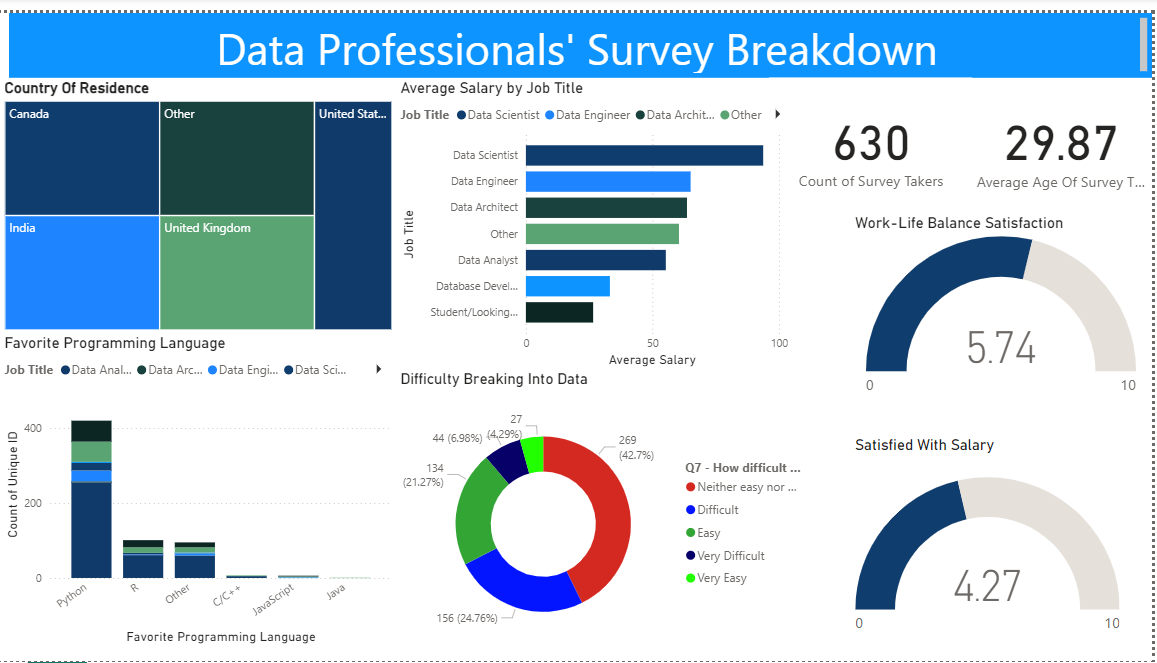 Data Professionals' Survey Breakdown
Country Of Residence
Canada
Other
United Stat...
India
United Kingdom
Average Salary by Job Title
Job Title Data Scientist Data Engineer Data Archit... Other
Job Title
Data Scientist
Data Engineer
Data Architect
Other
Data Analyst
Database Devel...
Student/Looking...
0 50 100
Average Salary
630
Count of Survey Takers
29.87
Average Age Of Survey T...
Work-Life Balance Satisfaction
5.74
0 10
Favorite Programming Language
Job Title Data Anal... Data Arc... Data Engi... Data Sci...
Count of Unique ID
400
200
0
Python R Other C/C++ JavaScript Java
Favorite Programming Language
Difficulty Breaking Into Data
27
(4.29%)
44 (6.98%)
269
(42.7%)
134
(21.27%)
156 (24.76%)
Q7 - How difficult ...
Neither easy nor ...
Difficult
Easy
Very Difficult
Very Easy
Satisfied With Salary
4.27
0 10